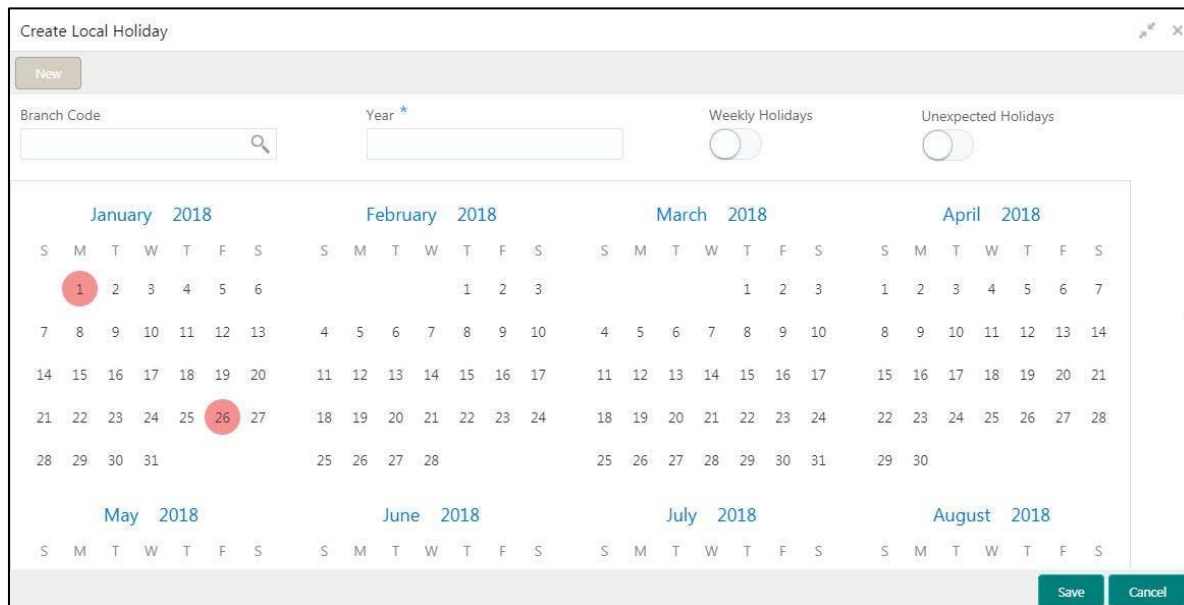 Create Local Holiday
New
Branch Code Year * Weekly Holidays Unexpected Holidays
January 2018 February 2018 March 2018 April 2018
S M T W T F S S M T W T F S S M T W T F S S M T W T F S
1 2 3 4 5 6 1 2 3 1 2 3 1 2 3 4 5 6 7
7 8 9 10 11 12 13 4 5 6 7 8 9 10 4 5 6 7 8 9 10 8 9 10 11 12 13 14
14 15 16 17 18 19 20 11 12 13 14 15 16 17 11 12 13 14 15 16 17 15 16 17 18 19 20 21
21 22 23 24 25 26 27 18 19 20 21 22 23 24 18 19 20 21 22 23 24 22 23 24 25 26 27 28
28 29 30 31 25 26 27 28 25 26 27 28 29 30 31 29 30
May 2018 June 2018 July 2018 August 2018
S M T W T F S S M T W T F S S M T W T F S S M T W T F S
Save Cancel